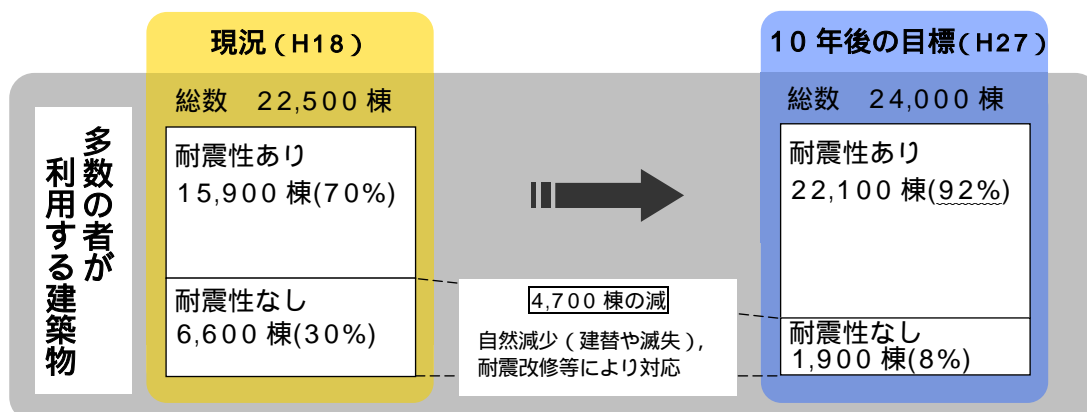 現況（H18）
10年後の目標（H27）
多数の者が
利用する建築物
総数　22,500棟
耐震性あり
15,900棟(70%)
耐震性なし
6,600棟(30%)
4,700棟の減
自然減少（建替や滅失），
耐震改修等により対応
総数　24,000棟
耐震性あり
22,100棟(92%)
耐震性なし
1,900棟(8%)